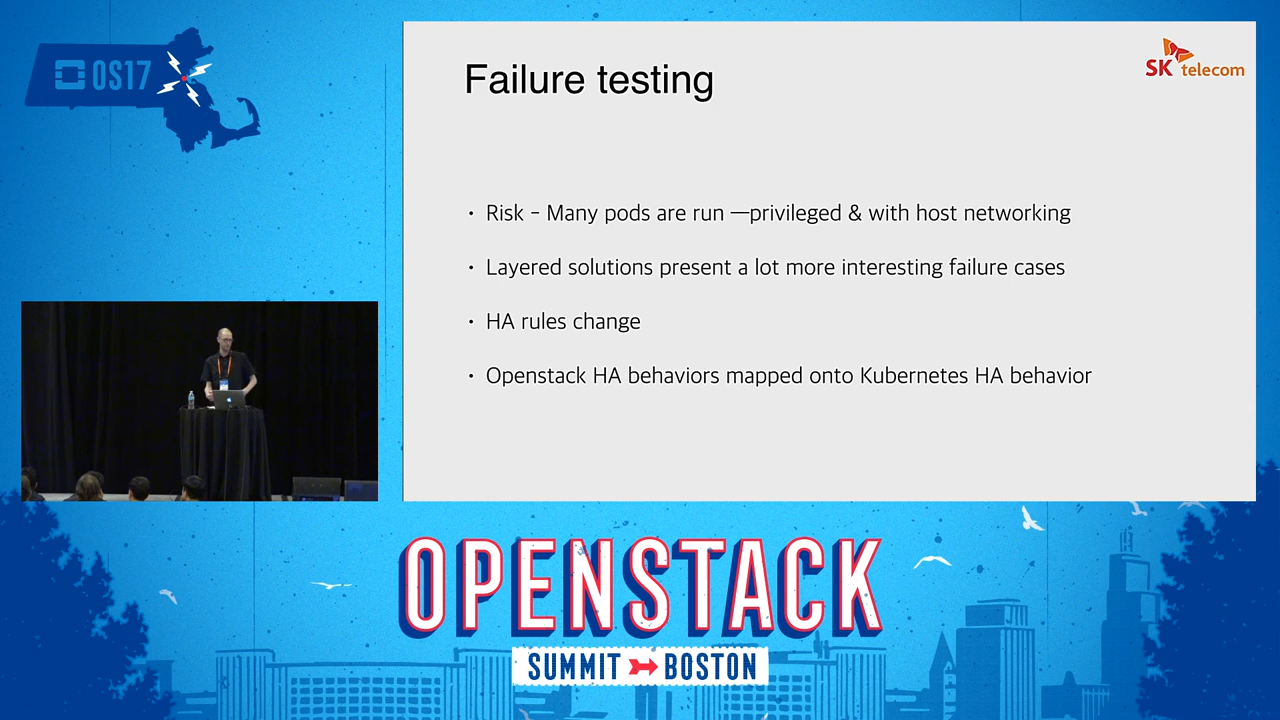 OS17
Failure testing
SK telecom
• Risk - Many pods are run —privileged & with host networking
• Layered solutions present a lot more interesting failure cases
• HA rules change
• Openstack HA behaviors mapped onto Kubernetes HA behavior
OPENSTACK
SUMMIT BOSTON